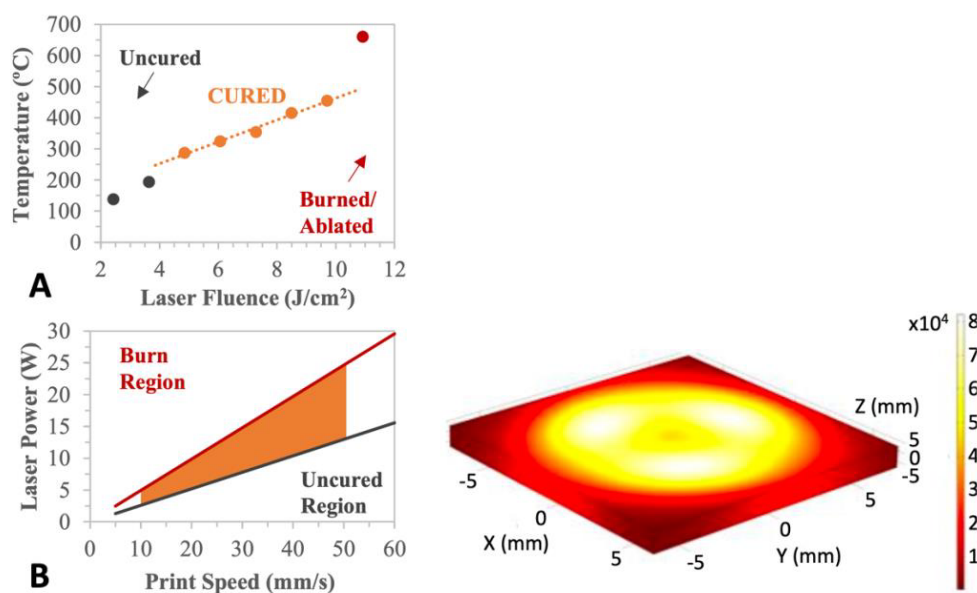 700
600
500
400
300
200
100
0
Temperature (ºC)
Uncured
CURED
Burned/
Ablated
2 4 6 8 10 12
Laser Fluence (J/cm²)
A
30
25
20
15
10
5
0
Laser Power (W)
Burn
Region
Uncured
Region
0 10 20 30 40 50 60
Print Speed (mm/s)
B
x10⁴
8
7
6
5
4
3
2
1
Z (mm)
5
0
-5
-5
0
5
X (mm)
-5
0
5
Y (mm)